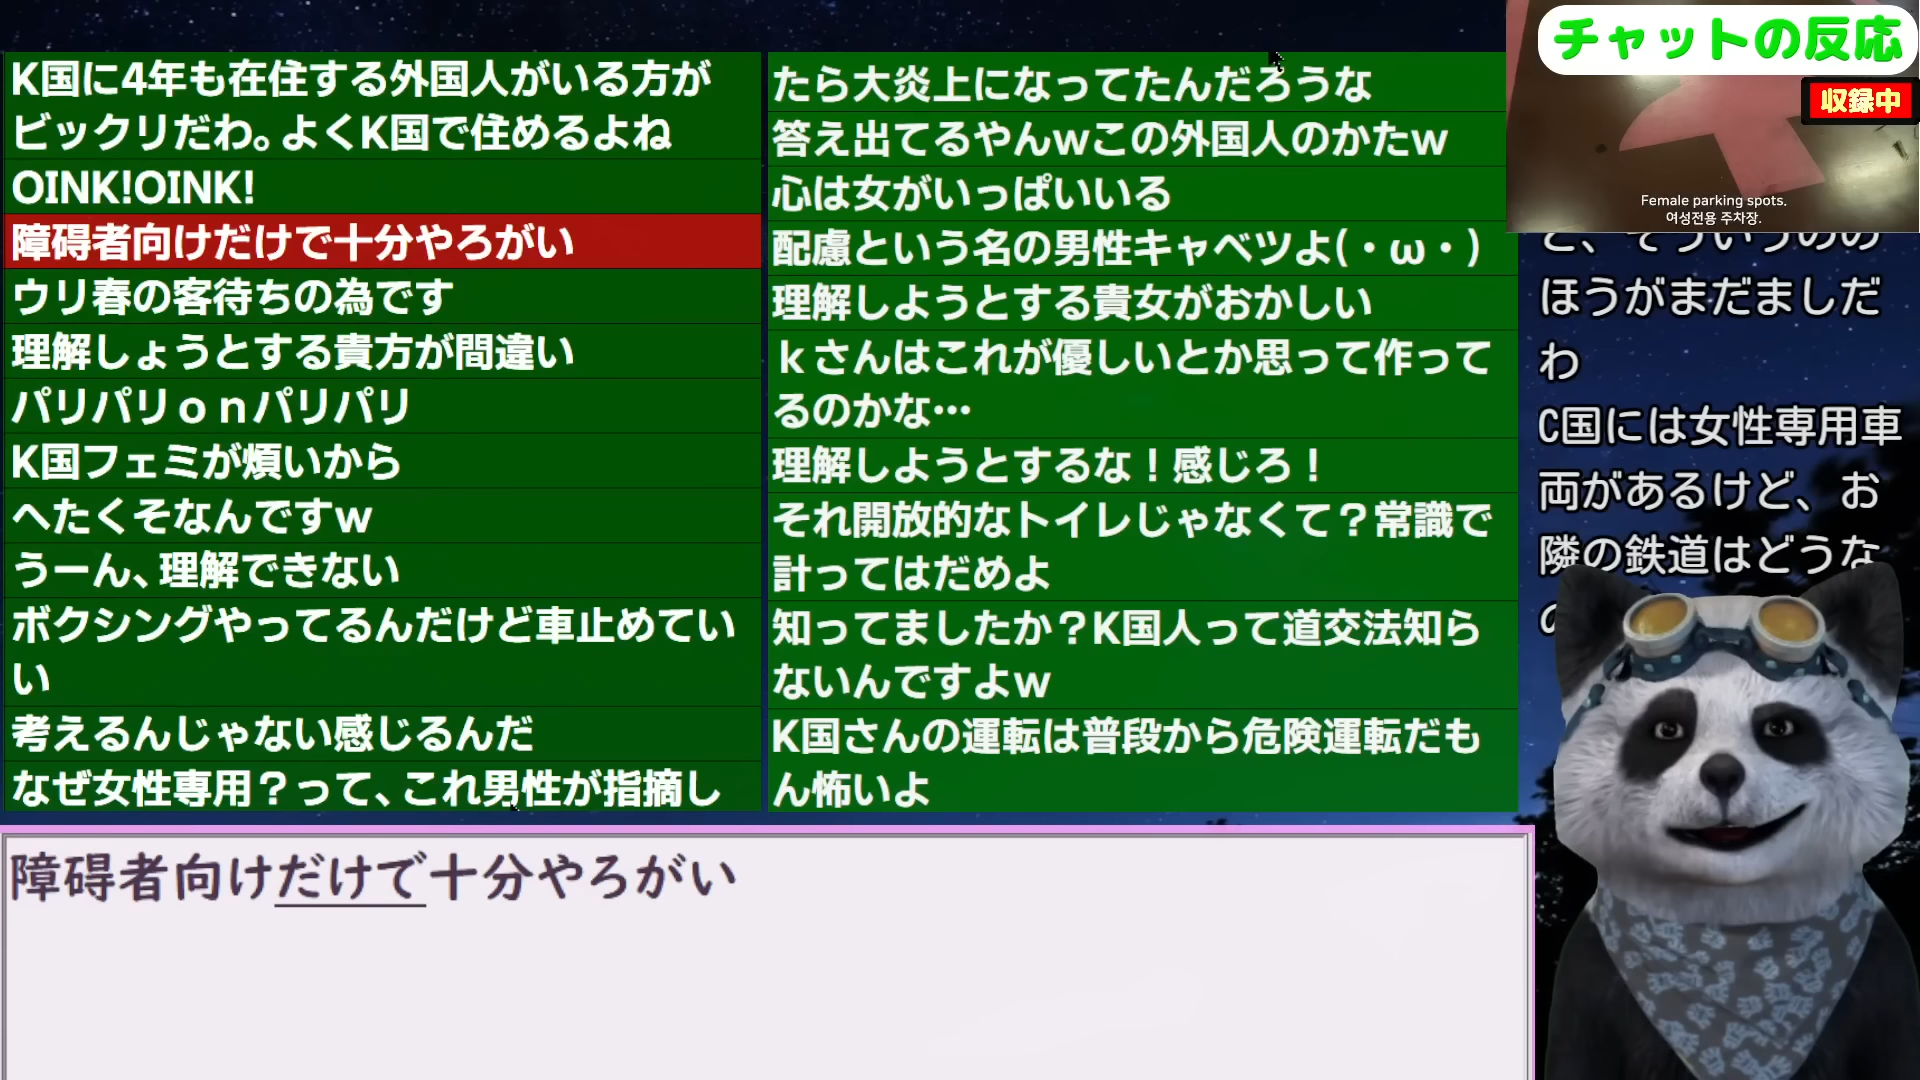 K国に4年も在住する外国人がいる方が
ビックリだわ。よくK国で住めるよね
OINK!OINK!
障碍者向けだけで十分やろがい
ウリ春の客待ちの為です
理解しょうとする貴方が間違い
パリパリｏｎパリパリ
K国フェミが煩いから
へたくそなんですw
うーん、理解できない
ボクシングやってるんだけど車止めてい
い
考えるんじゃない感じるんだ
なぜ女性専用？って、これ男性が指摘し
たら大炎上になってたんだろうな
答え出てるやんwこの外国人のかたw
心は女がいっぱいいる
配慮という名の男性キャベツよ(・ω・)
理解しようとする貴女がおかしい
ｋさんはこれが優しいとか思って作って
るのかな…
理解しようとするな！感じろ！
それ開放的なトイレじゃなくて？常識で
計ってはだめよ
知ってましたか？K国人って道交法知ら
ないんですよw
K国さんの運転は普段から危険運転だも
ん怖いよ
チャットの反応
収録中
Female parking spots.
여성전용 주차장.
と、そういうのの
ほうがまだましだ
わ
C国には女性専用車
両があるけど、お
隣の鉄道はどうな
の
障碍者向けだけで十分やろがい